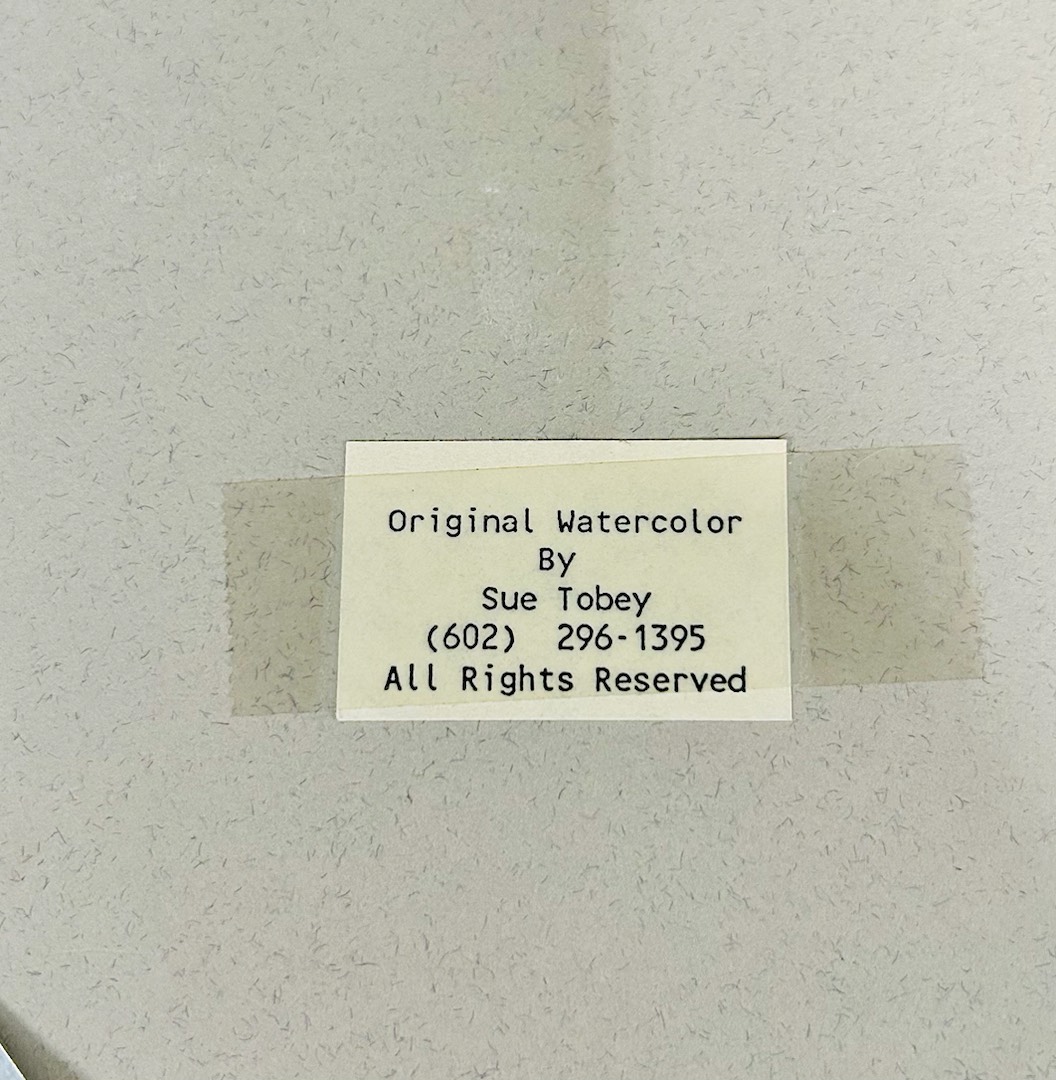 Original Watercolor
By
Sue Tobey
(602) 296-1395
All Rights Reserved